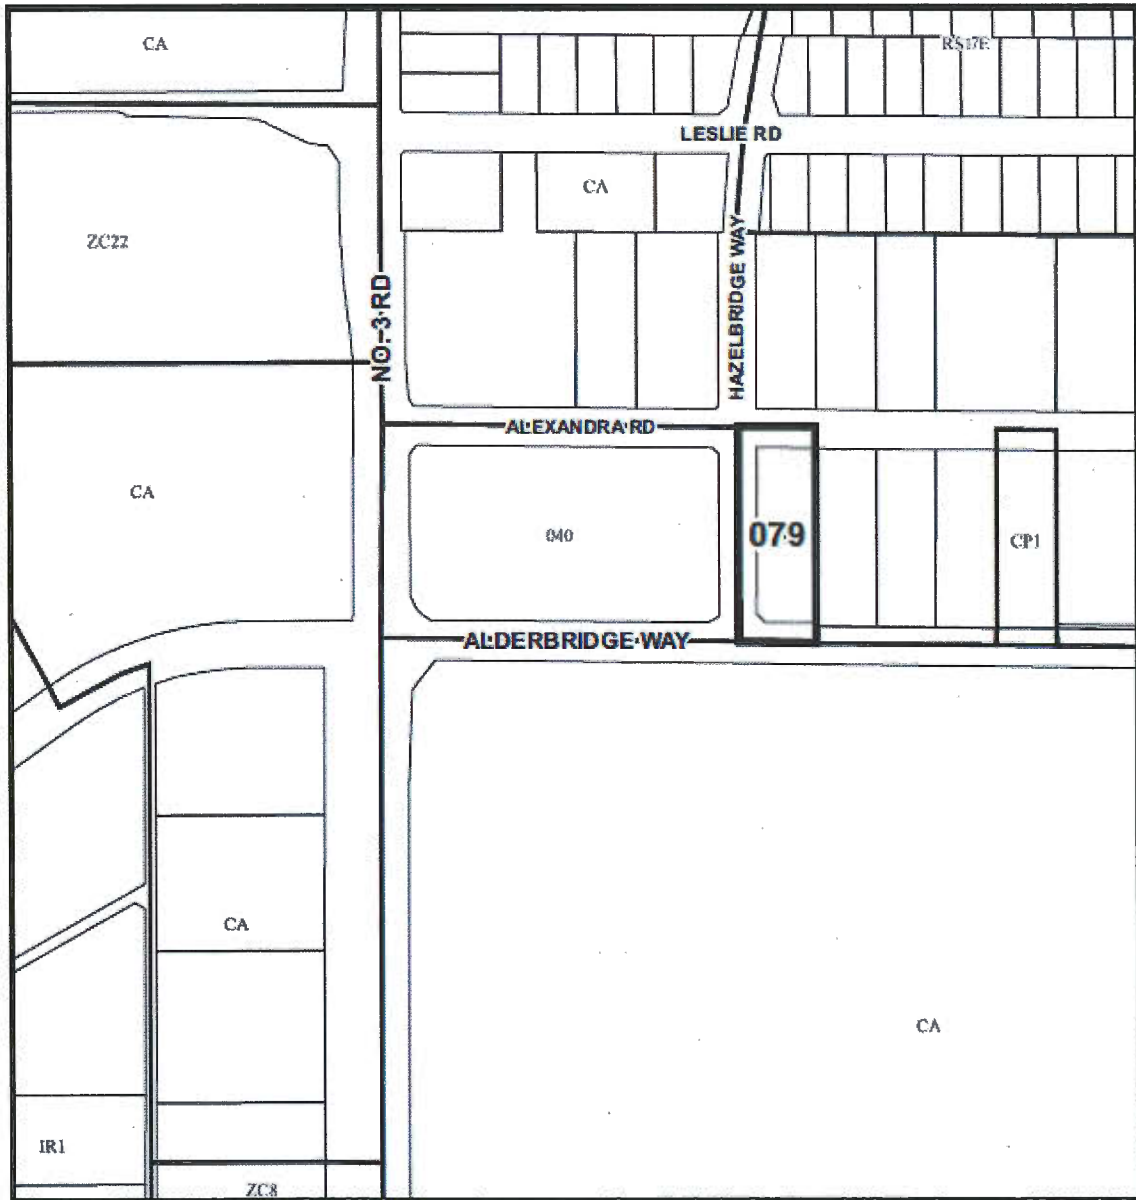 CA
RS17E
LESLIE RD
CA
ZC22
HAZELBRIDGE WAY
NO. 3 RD
ALEXANDRA RD
CA
040
079
CP1
ALDERBRIDGE WAY
CA
CA
IR1
ZC8